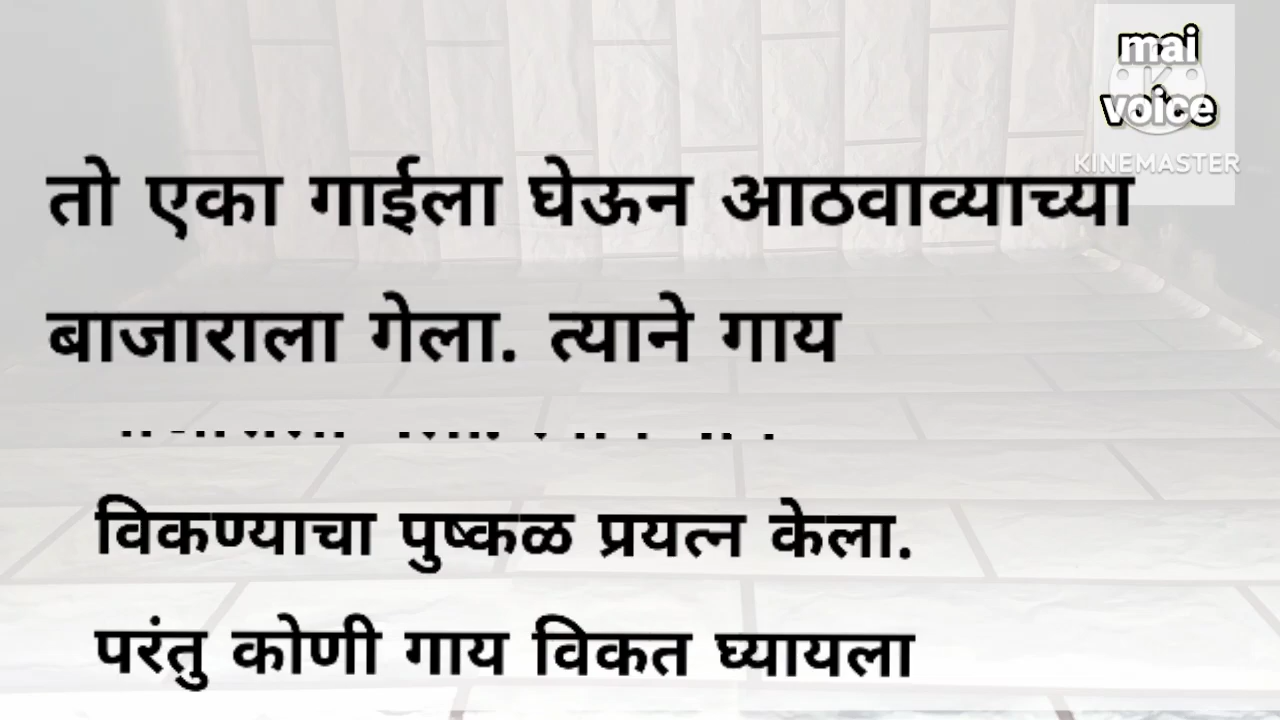 mai
voice
KINEMASTER
तो एका गाईला घेऊन आठवाव्याच्या
बाजाराला गेला. त्याने गाय
विकण्याचा पुष्कळ प्रयत्न केला.
परंतु कोणी गाय विकत घ्यायला